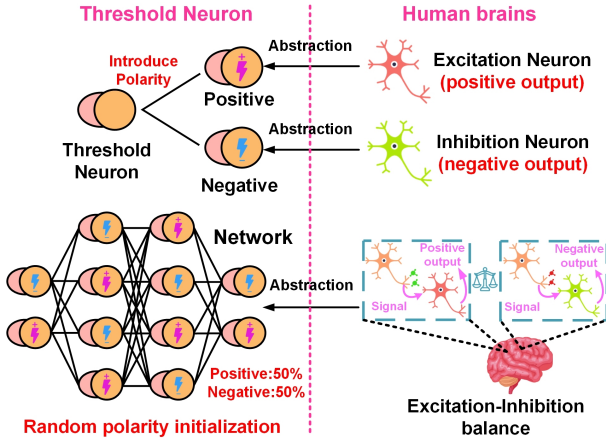 Threshold Neuron
Human brains
Introduce
Polarity
Positive
Threshold
Neuron
Negative
Abstraction
Abstraction
Excitation Neuron
(positive output)
Inhibition Neuron
(negative output)
Network
Abstraction
Positive:50%
Negative:50%
Random polarity initialization
Positive
output
Signal
Negative
output
Signal
Excitation-Inhibition
balance